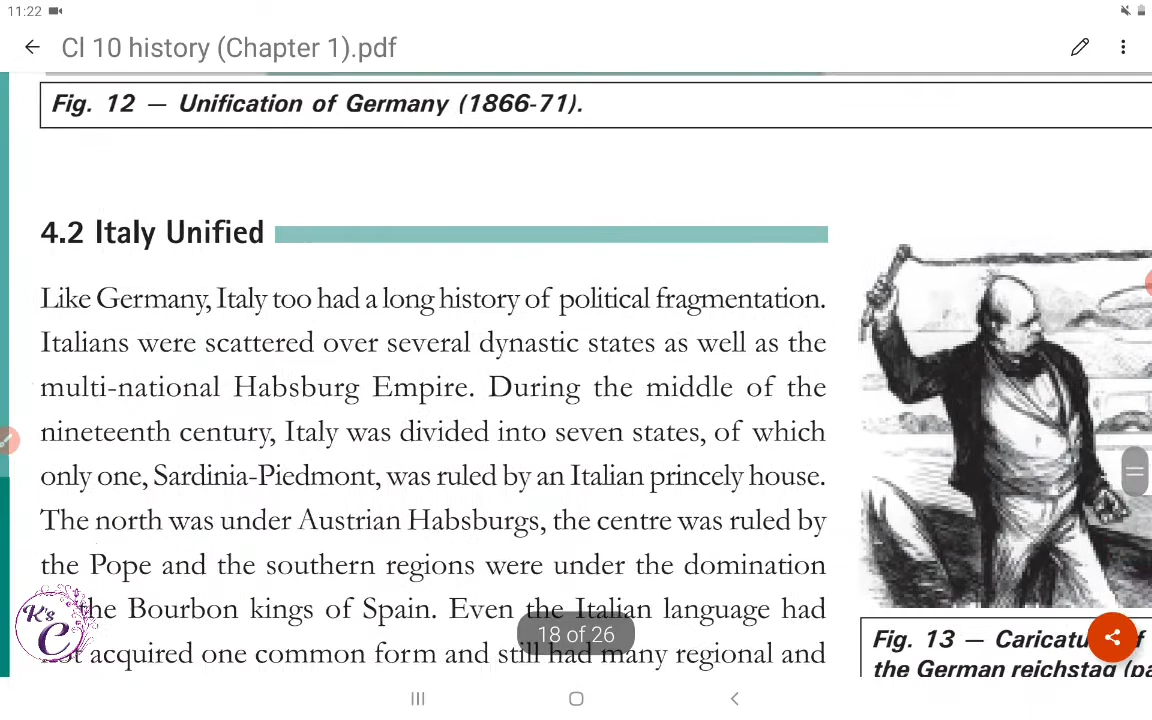 11:22
Cl 10 history (Chapter 1).pdf
Fig. 12 — Unification of Germany (1866-71).
4.2 Italy Unified
Like Germany, Italy too had a long history of political fragmentation.
Italians were scattered over several dynastic states as well as the
multi-national Habsburg Empire. During the middle of the
nineteenth century, Italy was divided into seven states, of which
only one, Sardinia-Piedmont, was ruled by an Italian princely house.
The north was under Austrian Habsburgs, the centre was ruled by
the Pope and the southern regions were under the domination
the Bourbon kings of Spain. Even the Italian language had
acquired one common form and still had many regional and
K's C
18 of 26
Fig. 13 — Caricatu f
the German reichstag (pa